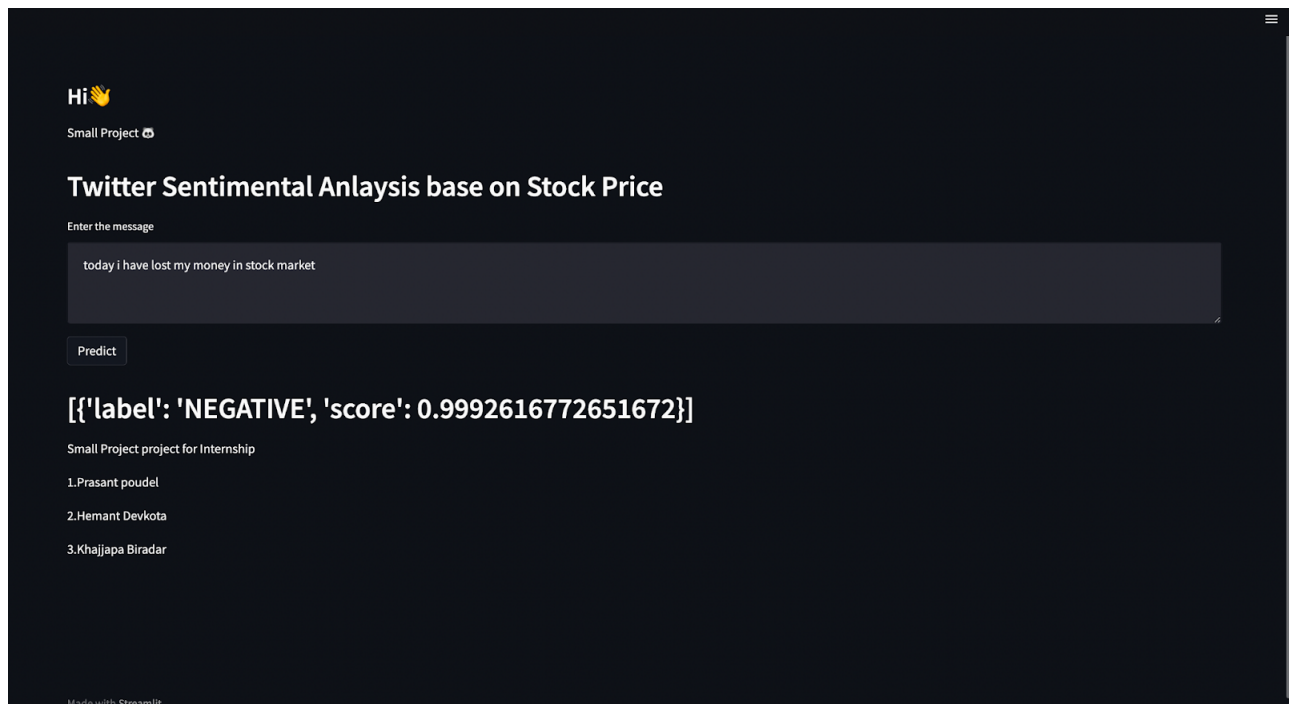 Hi👋
Small Project 🐼
Twitter Sentimental Anlaysis base on Stock Price
Enter the message
today i have lost my money in stock market
Predict
[{'label': 'NEGATIVE', 'score': 0.9992616772651672}]
Small Project project for Internship
1.Prasant poudel
2.Hemant Devkota
3.Khajjapa Biradar
Made with Streamlit